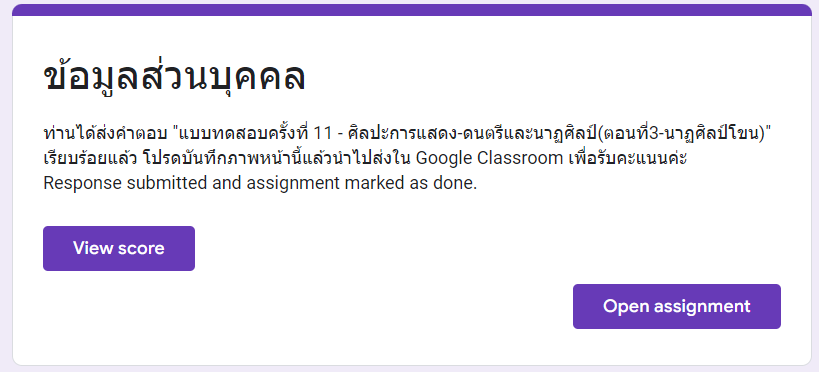 ข้อมูลส่วนบุคคล
ท่านได้ส่งคำตอบ "แบบทดสอบครั้งที่ 11 - ศิลปะการแสดง-ดนตรีและนาฏศิลป์(ตอนที่3-นาฏศิลป์โขน)"
เรียบร้อยแล้ว โปรดบันทึกภาพหน้านี้แล้วนำไปส่งใน Google Classroom เพื่อรับคะแนนค่ะ
Response submitted and assignment marked as done.
View score
Open assignment